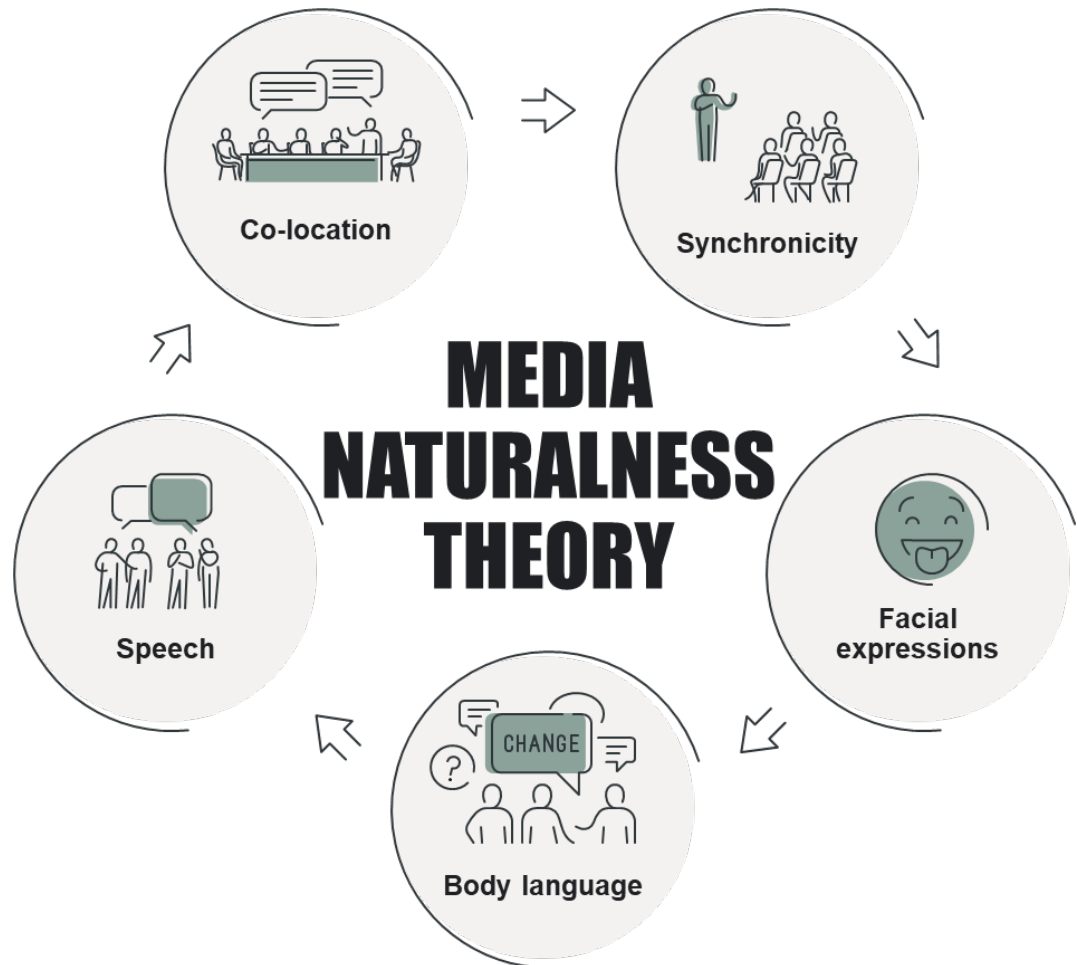 Co-location
Synchronicity
MEDIA
NATURALNESS
THEORY
Facial
expressions
Speech
?
CHANGE
Body language